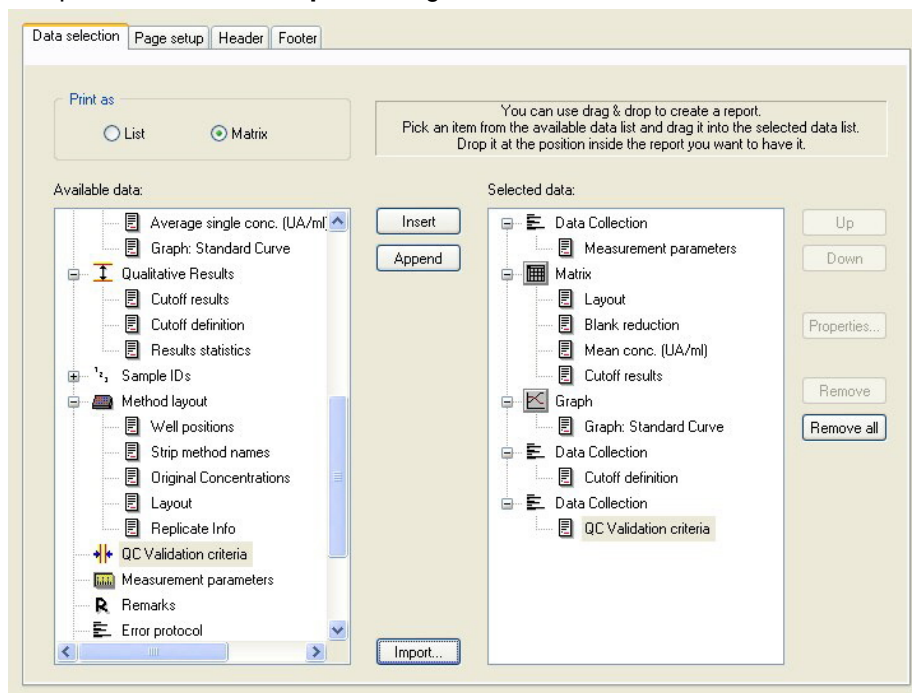 Data selection Page setup Header Footer
Print as
List Matrix
You can use drag & drop to create a report.
Pick an item from the available data list and drag it into the selected data list.
Drop it at the position inside the report you want to have it.
Available data:
Average single conc. (UA/ml
Graph: Standard Curve
Qualitative Results
Cutoff results
Cutoff definition
Results statistics
Sample IDs
Method layout
Well positions
Strip method names
Original Concentrations
Layout
Replicate Info
QC Validation criteria
Measurement parameters
Remarks
Error protocol
Insert
Append
Import...
Selected data:
Data Collection
Measurement parameters
Matrix
Layout
Blank reduction
Mean conc. (UA/ml)
Cutoff results
Graph
Graph: Standard Curve
Data Collection
Cutoff definition
Data Collection
QC Validation criteria
Up
Down
Properties...
Remove
Remove all